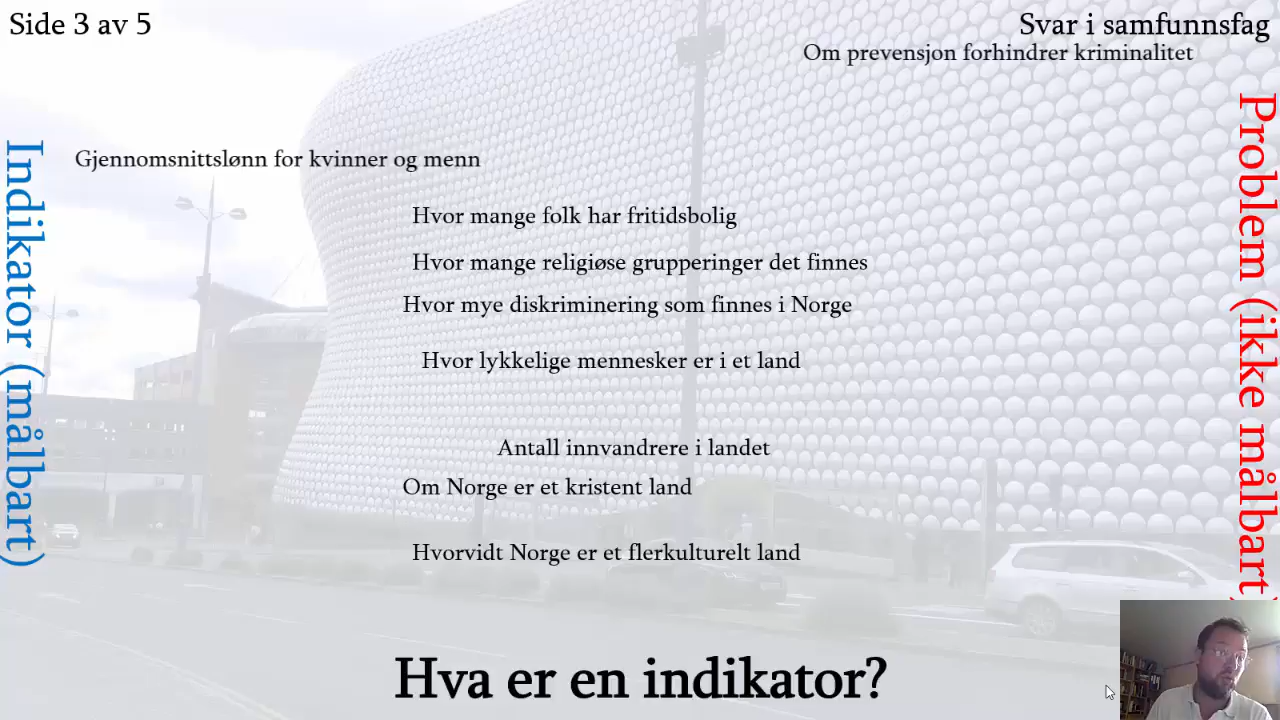 Side 3 av 5
Svar i samfunnsfag
Om prevensjon forhindrer kriminalitet
Gjennomsnittslønn for kvinner og menn
Hvor mange folk har fritidsbolig
Hvor mange religiøse grupperinger det finnes
Hvor mye diskriminering som finnes i Norge
Hvor lykkelige mennesker er i et land
Antall innvandrere i landet
Om Norge er et kristent land
Hvorvidt Norge er et flerkulturelt land
Indikator (målbart)
Problem (ikke målbart)
Hva er en indikator?